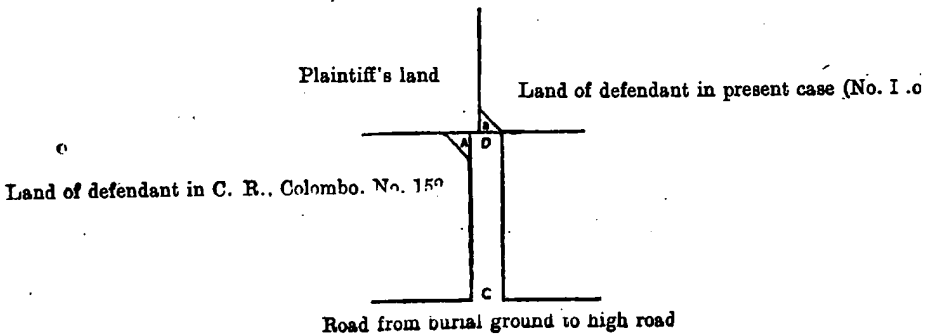 Plaintiff's land
Land of defendant in present case (No. I .o
A
B
D
Land of defendant in C. R., Colombo. No. 159
C
Road from burial ground to high road